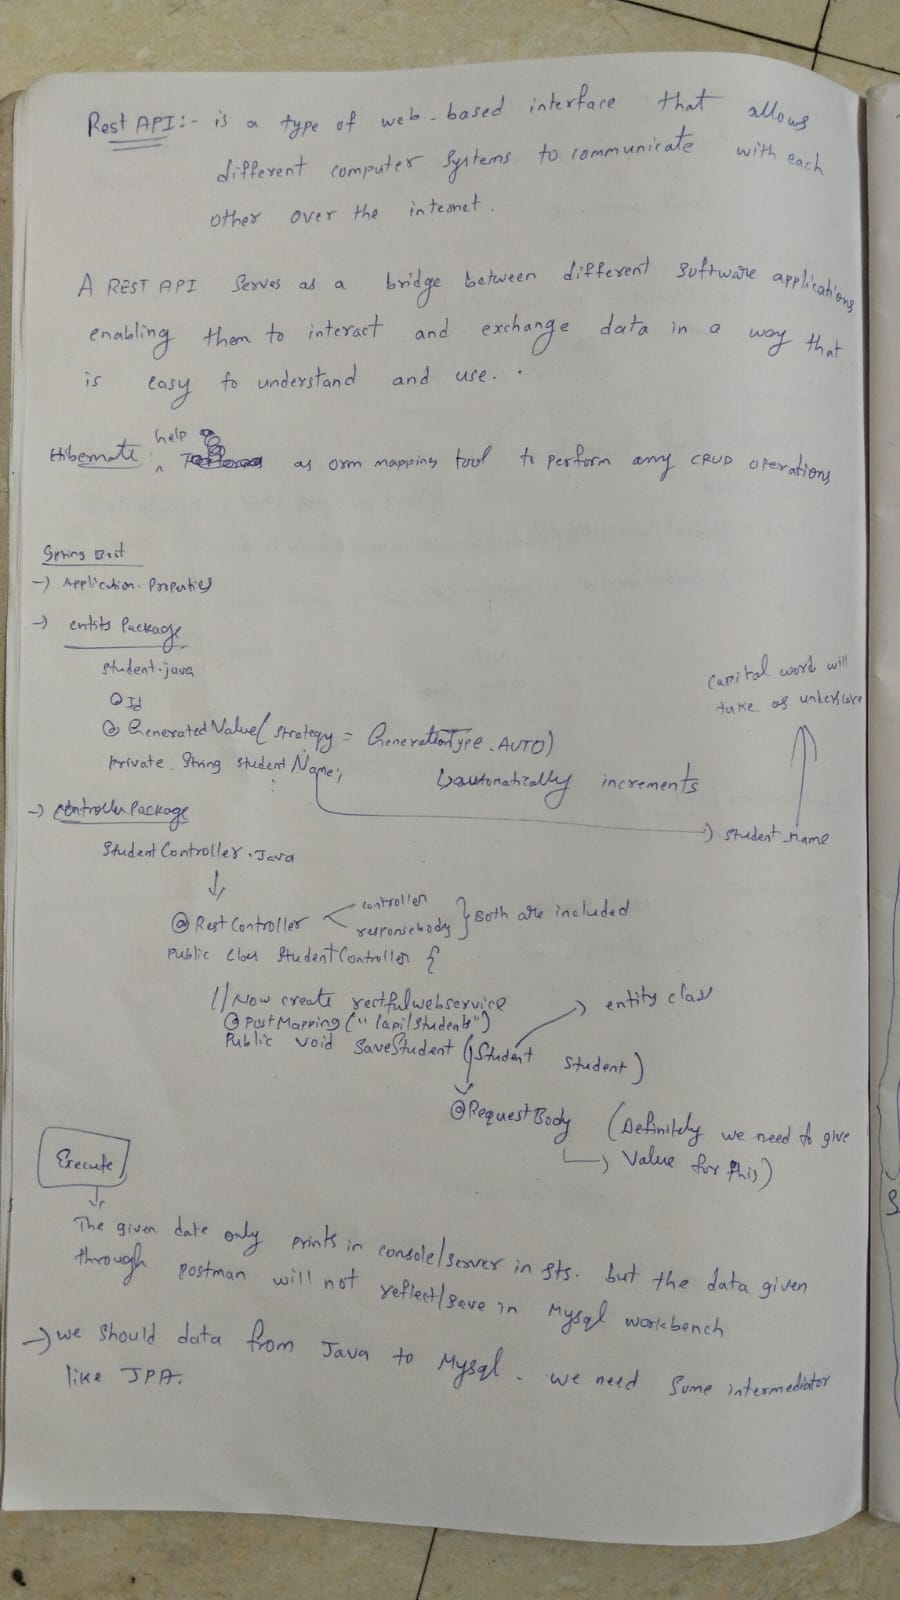 Rest API:- is a type of web-based interface that allows
different computer systems. to communicate with each
other over the internet.
A REST API Serves as a bridge between different software applications
enabling them to interact and exchange data in a way that
is easy to understand and use.
help
Hibernate ^ as orm mapping tool to perform any CRUD operations
Spring Boot
-> Application. Properties
-> entits Package
Student.java
@Id
@ GeneratedValue( strategy = GenerationType.AUTO)
private. String studentName;
↳automatically increments
Capital word will
take as underscore
-> student_name
-> controller Package
StudentController.Java
@RestController
controller
responsebody } Both are included
Public class StudentController {
//Now create restfulwebservice
@PostMapping("/api/students")
-> entity class
Public void SaveStudent (Student Student)
@RequestBody (Definitely we need to give
-> Value for this)
Execute
The given date only prints in console/server in sts. but the data given
through postman will not reflect/save in Mysql workbench
-> we should data from Java to Mysql. we need some intermediator
like JPA.
S